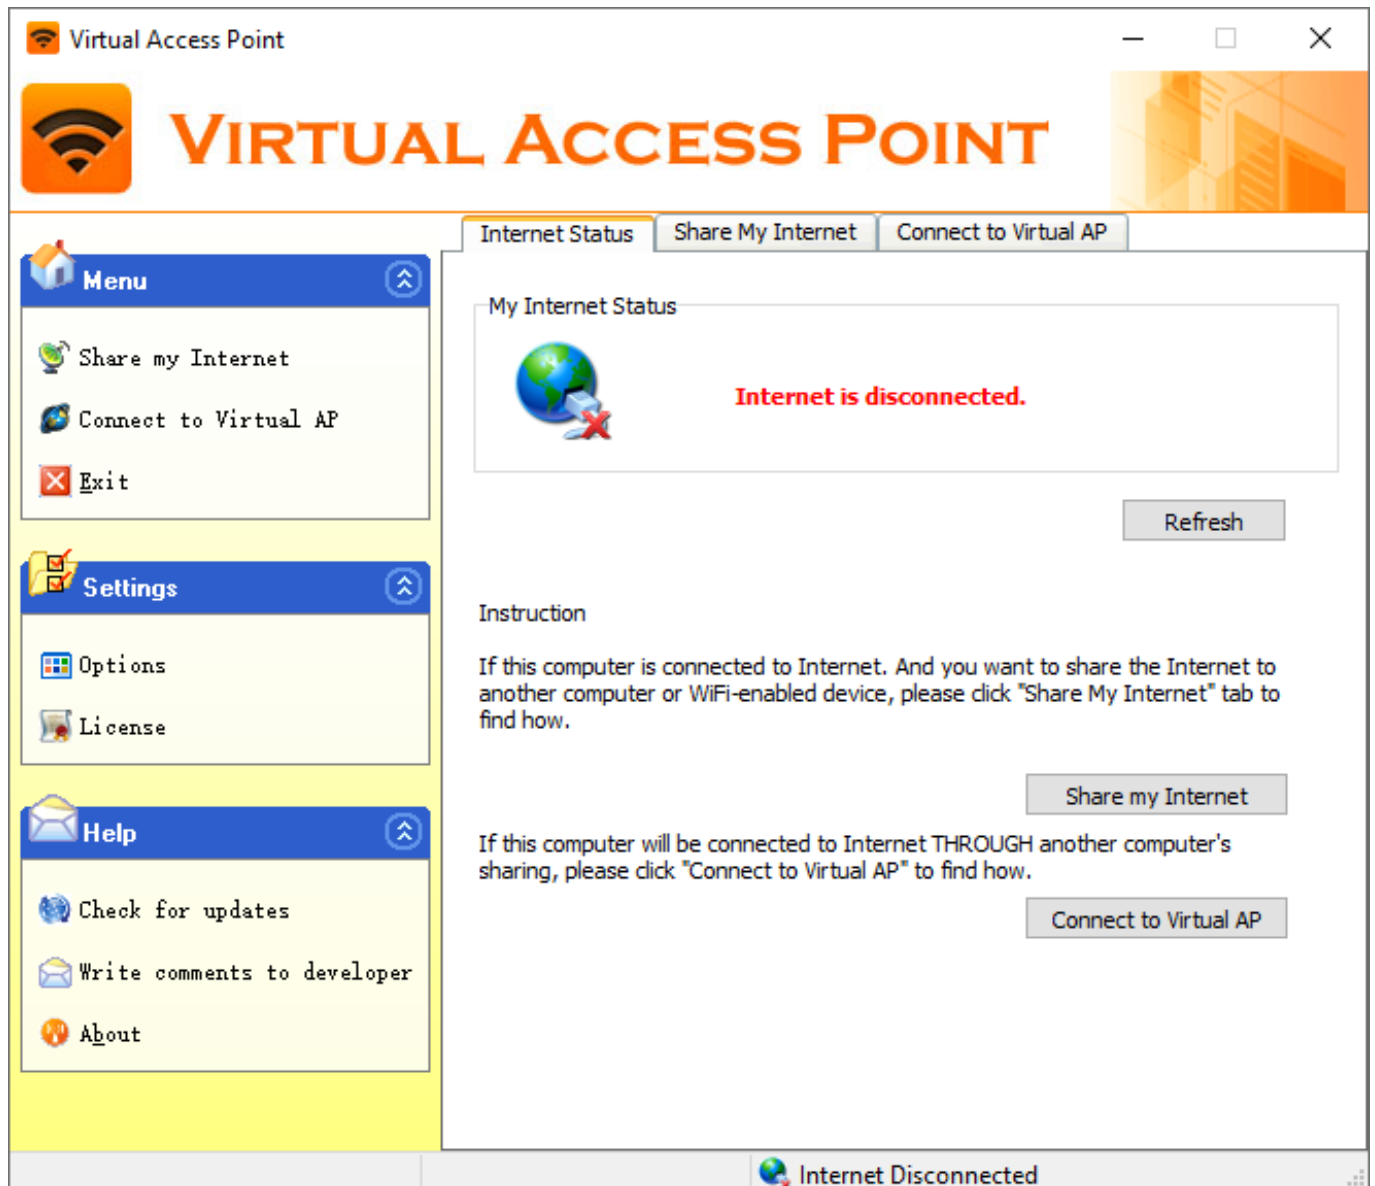 Virtual Access Point
VIRTUAL ACCESS POINT
Internet Status
Share My Internet
Connect to Virtual AP
Menu
Share my Internet
Connect to Virtual AP
Exit
Settings
Options
License
Help
Check for updates
Write comments to developer
About
My Internet Status
Internet is disconnected.
Refresh
Instruction
If this computer is connected to Internet. And you want to share the Internet to
another computer or WiFi-enabled device, please click "Share My Internet" tab to
find how.
Share my Internet
If this computer will be connected to Internet THROUGH another computer's
sharing, please click "Connect to Virtual AP" to find how.
Connect to Virtual AP
Internet Disconnected